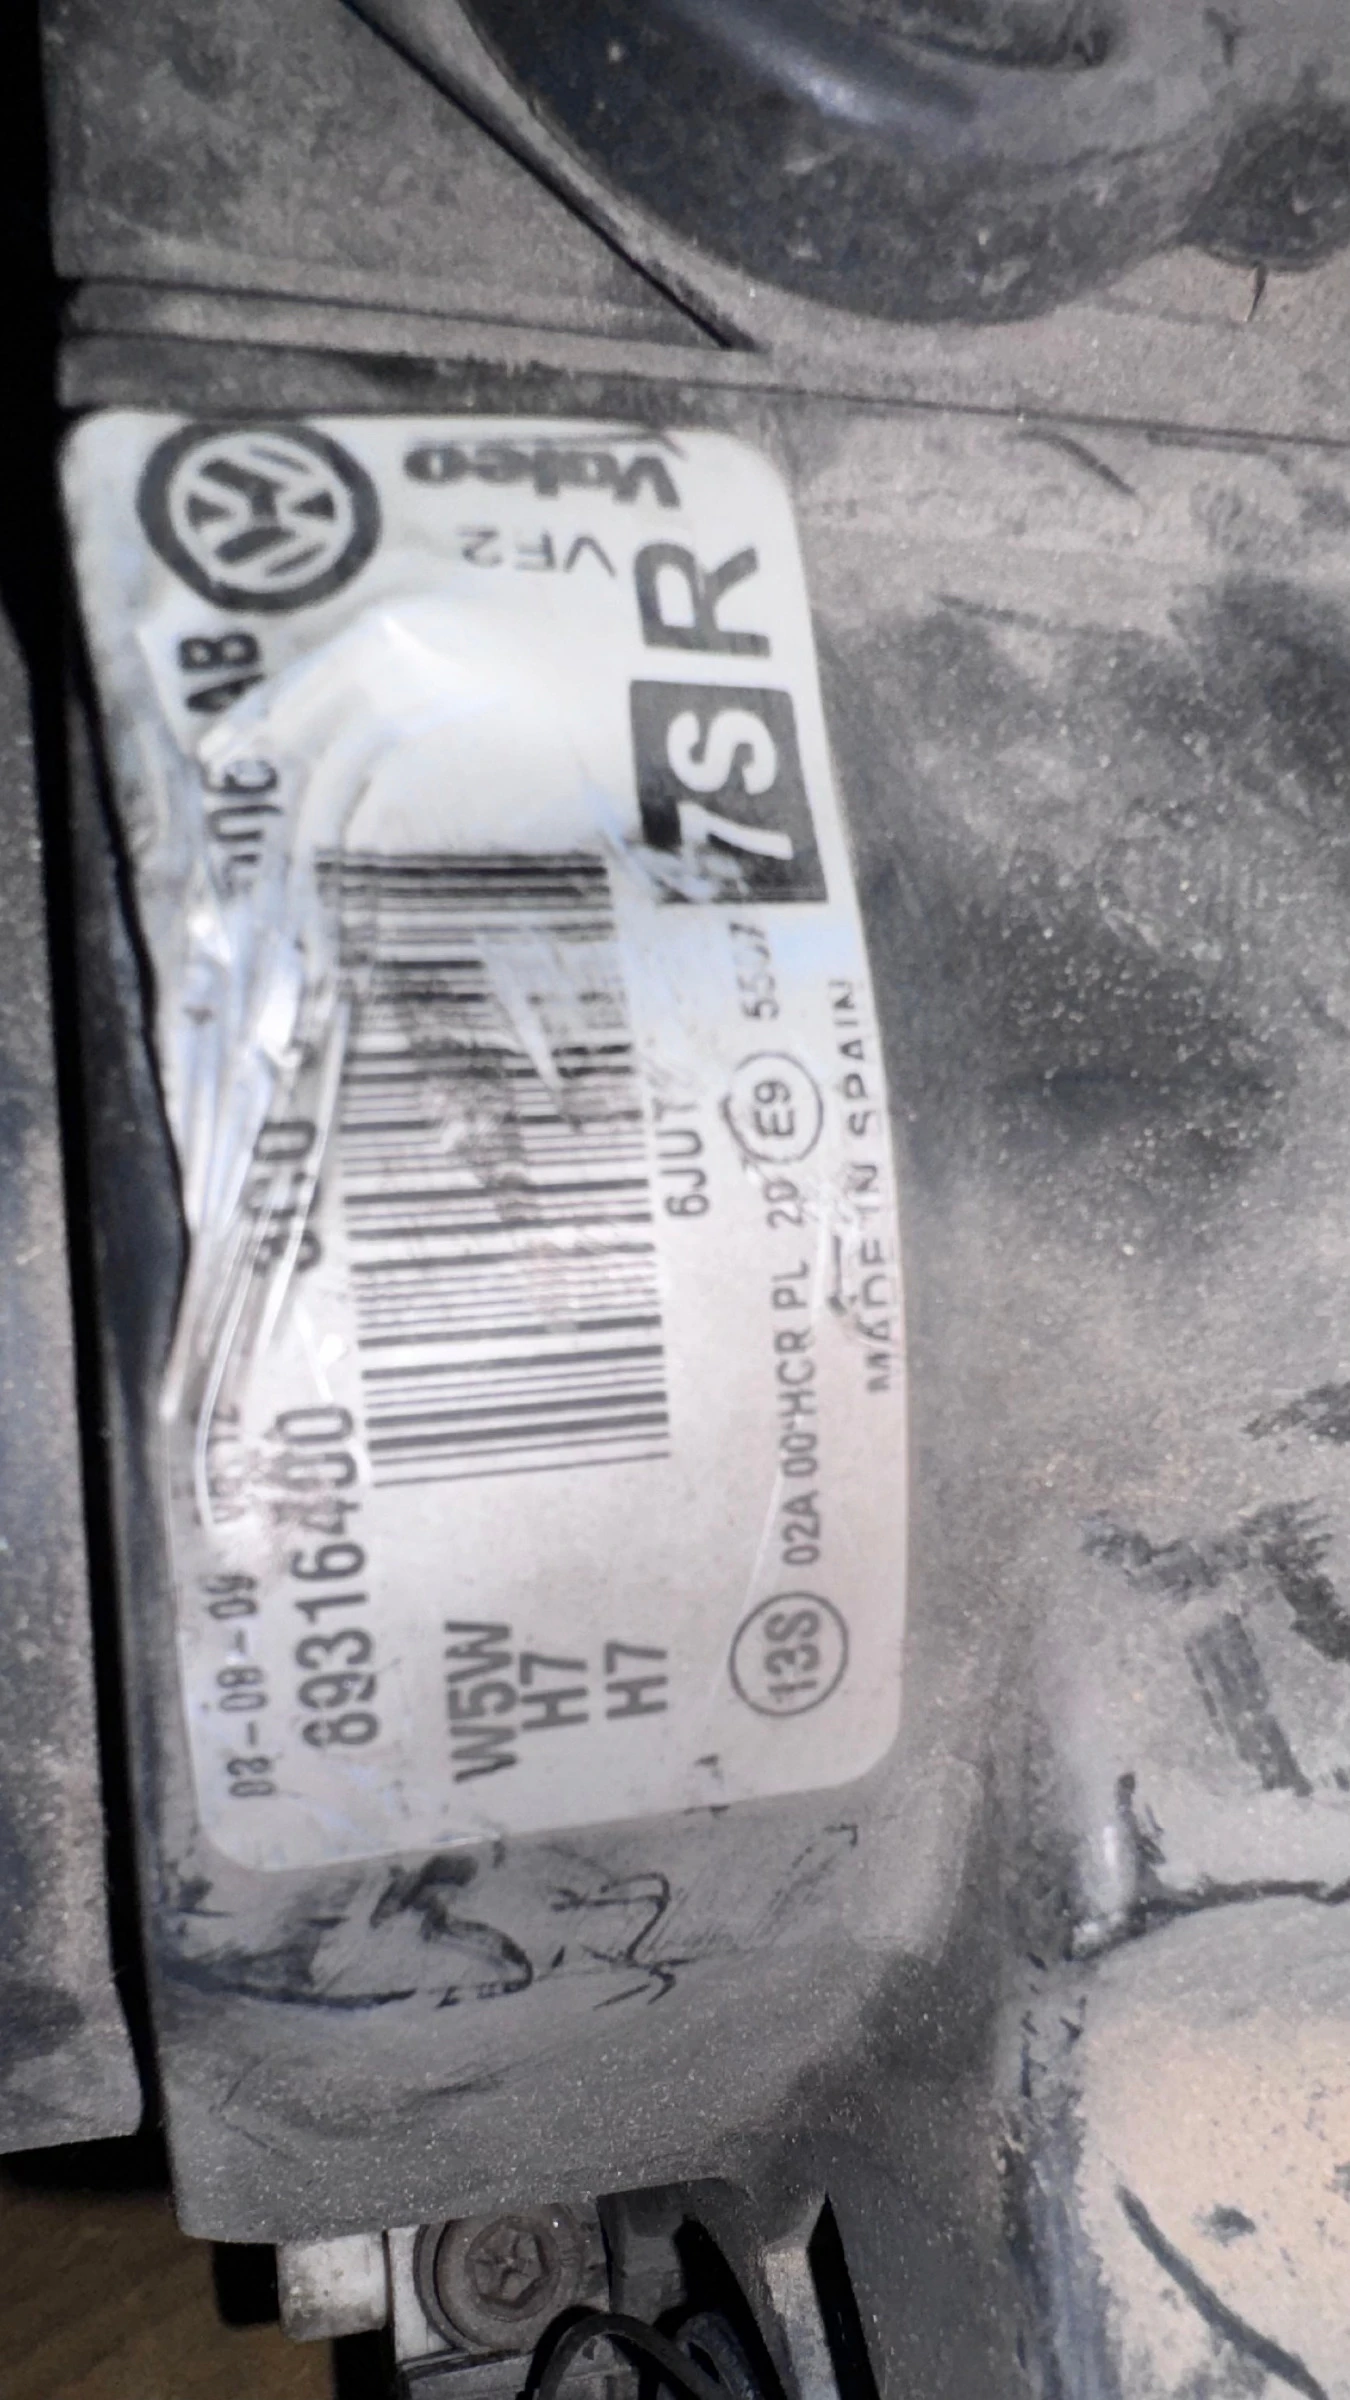 Valeo
VF2
AB
03-08-09
89316400
W5W
H7
H7
6JUT
7S R
13S 02A 00 HCR PL 20 E9
MADE IN SPAIN